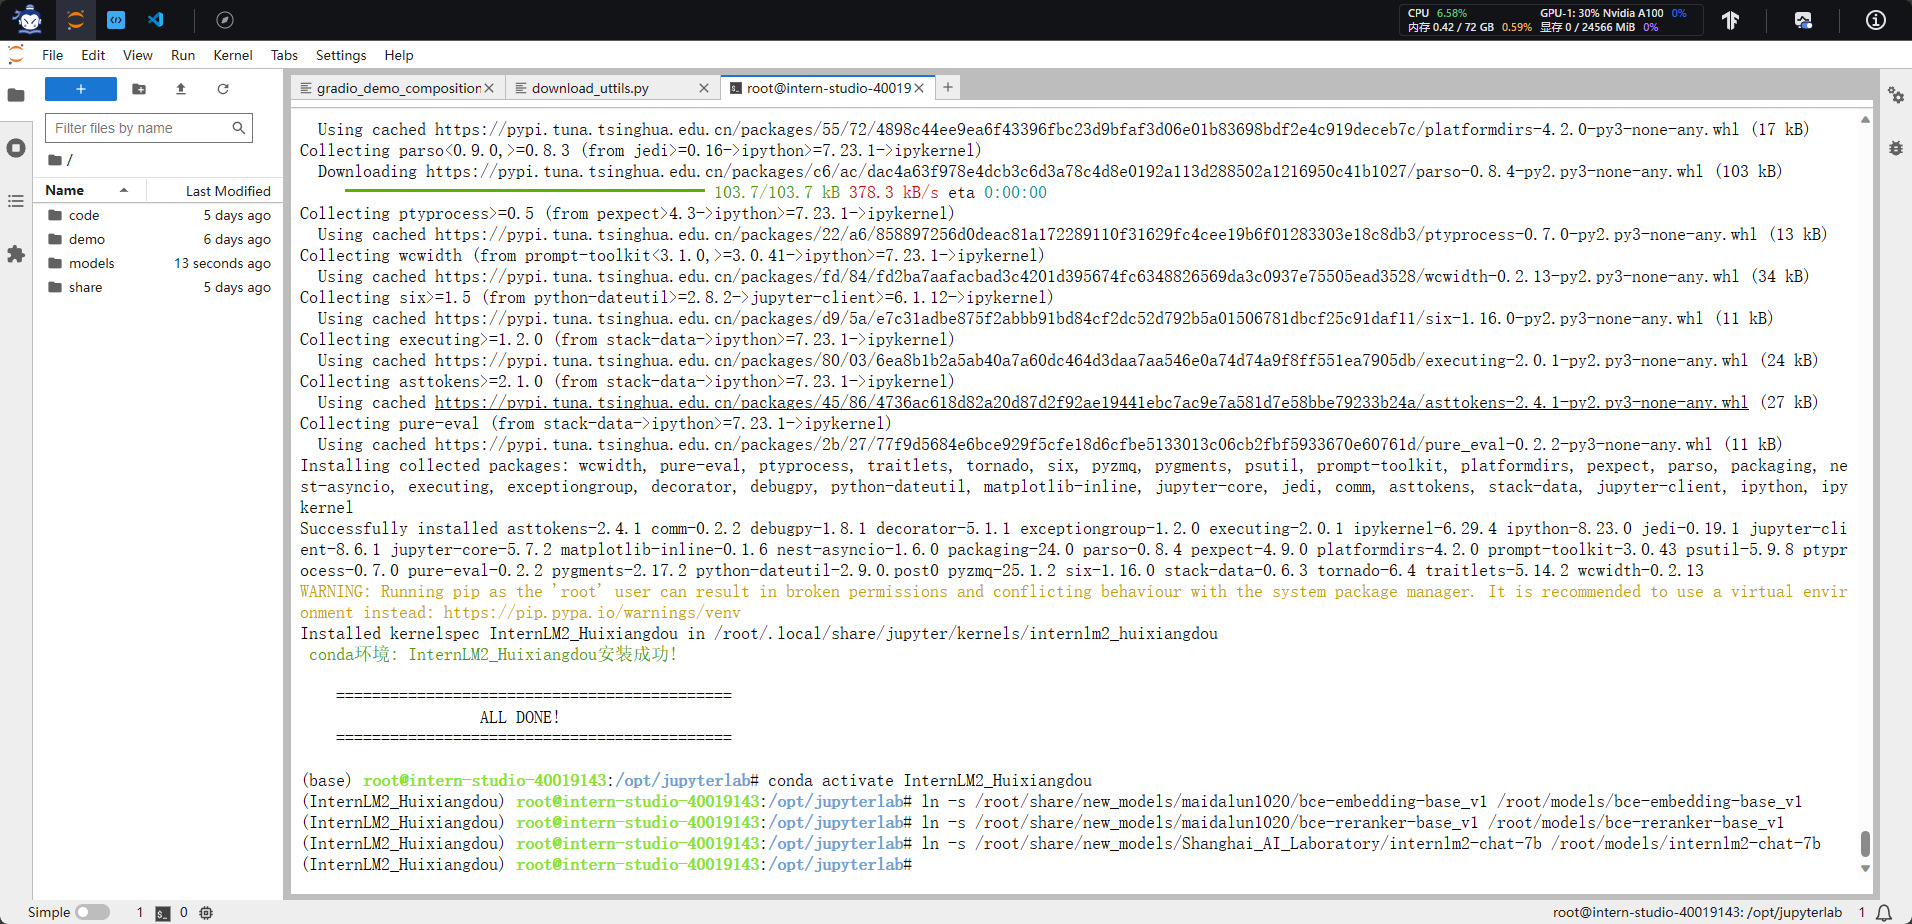 CPU 6.58% GPU-1: 30% Nvidia A100 0%
内存 0.42 / 72 GB 0.59% 显存 0 / 24566 MiB 0%
File Edit View Run Kernel Tabs Settings Help
+
gradio_demo_composition
download_uttils.py
root@intern-studio-40019
Filter files by name
/
Name Last Modified
code 5 days ago
demo 6 days ago
models 13 seconds ago
share 5 days ago
Using cached https://pypi.tuna.tsinghua.edu.cn/packages/55/72/4898c44ee9ea6f43396fbc23d9bfaf3d06e01b83698bdf2e4c919deceb7c/platformdirs-4.2.0-py3-none-any.whl (17 kB)
Collecting parso<0.9.0,>=0.8.3 (from jedi>=0.16->ipython>=7.23.1->ipykernel)
Downloading https://pypi.tuna.tsinghua.edu.cn/packages/c6/ac/dac4a63f978e4dcb3c6d3a78c4d8e0192a113d288502a1216950c41b1027/parso-0.8.4-py2.py3-none-any.whl (103 kB)
103.7/103.7 kB 378.3 kB/s eta 0:00:00
Collecting ptyprocess>=0.5 (from pexpect>4.3->ipython>=7.23.1->ipykernel)
Using cached https://pypi.tuna.tsinghua.edu.cn/packages/22/a6/858897256d0deac81a172289110f31629fc4cee19b6f01283303e18c8db3/ptyprocess-0.7.0-py2.py3-none-any.whl (13 kB)
Collecting wcwidth (from prompt-toolkit<3.1.0,>=3.0.41->ipython>=7.23.1->ipykernel)
Using cached https://pypi.tuna.tsinghua.edu.cn/packages/fd/84/fd2ba7aafacbad3c4201d395674fc6348826569da3c0937e75505ead3528/wcwidth-0.2.13-py2.py3-none-any.whl (34 kB)
Collecting six>=1.5 (from python-dateutil>=2.8.2->jupyter-client>=6.1.12->ipykernel)
Using cached https://pypi.tuna.tsinghua.edu.cn/packages/d9/5a/e7c31adbe875f2abbb91bd84cf2dc52d792b5a01506781dbcf25c91daf11/six-1.16.0-py2.py3-none-any.whl (11 kB)
Collecting executing>=1.2.0 (from stack-data->ipython>=7.23.1->ipykernel)
Using cached https://pypi.tuna.tsinghua.edu.cn/packages/80/03/6ea8b1b2a5ab40a7a60dc464d3daa7aa546e0a74d74a9f8ff551ea7905db/executing-2.0.1-py2.py3-none-any.whl (24 kB)
Collecting asttokens>=2.1.0 (from stack-data->ipython>=7.23.1->ipykernel)
Using cached https://pypi.tuna.tsinghua.edu.cn/packages/45/86/4736ac618d82a20d87d2f92ae19441ebc7ac9e7a581d7e58bbe79233b24a/asttokens-2.4.1-py2.py3-none-any.whl (27 kB)
Collecting pure-eval (from stack-data->ipython>=7.23.1->ipykernel)
Using cached https://pypi.tuna.tsinghua.edu.cn/packages/2b/27/77f9d5684e6bce929f5cfe18d6cfbe5133013c06cb2fbf5933670e60761d/pure_eval-0.2.2-py3-none-any.whl (11 kB)
Installing collected packages: wcwidth, pure-eval, ptyprocess, traitlets, tornado, six, pyzmq, pygments, psutil, prompt-toolkit, platformdirs, pexpect, parso, packaging, ne
st-asyncio, executing, exceptiongroup, decorator, debugpy, python-dateutil, matplotlib-inline, jupyter-core, jedi, comm, asttokens, stack-data, jupyter-client, ipython, ipy
kernel
Successfully installed asttokens-2.4.1 comm-0.2.2 debugpy-1.8.1 decorator-5.1.1 exceptiongroup-1.2.0 executing-2.0.1 ipykernel-6.29.4 ipython-8.23.0 jedi-0.19.1 jupyter-cli
ent-8.6.1 jupyter-core-5.7.2 matplotlib-inline-0.1.6 nest-asyncio-1.6.0 packaging-24.0 parso-0.8.4 pexpect-4.9.0 platformdirs-4.2.0 prompt-toolkit-3.0.43 psutil-5.9.8 ptypr
ocess-0.7.0 pure-eval-0.2.2 pygments-2.17.2 python-dateutil-2.9.0.post0 pyzmq-25.1.2 six-1.16.0 stack-data-0.6.3 tornado-6.4 traitlets-5.14.2 wcwidth-0.2.13
WARNING: Running pip as the 'root' user can result in broken permissions and conflicting behaviour with the system package manager. It is recommended to use a virtual envir
onment instead: https://pip.pypa.io/warnings/venv
Installed kernelspec InternLM2_Huixiangdou in /root/.local/share/jupyter/kernels/internlm2_huixiangdou
conda环境: InternLM2_Huixiangdou安装成功!
============================================
ALL DONE!
============================================
(base) root@intern-studio-40019143:/opt/jupyterlab# conda activate InternLM2_Huixiangdou
(InternLM2_Huixiangdou) root@intern-studio-40019143:/opt/jupyterlab# ln -s /root/share/new_models/maidalun1020/bce-embedding-base_v1 /root/models/bce-embedding-base_v1
(InternLM2_Huixiangdou) root@intern-studio-40019143:/opt/jupyterlab# ln -s /root/share/new_models/maidalun1020/bce-reranker-base_v1 /root/models/bce-reranker-base_v1
(InternLM2_Huixiangdou) root@intern-studio-40019143:/opt/jupyterlab# ln -s /root/share/new_models/Shanghai_AI_Laboratory/internlm2-chat-7b /root/models/internlm2-chat-7b
(InternLM2_Huixiangdou) root@intern-studio-40019143:/opt/jupyterlab#
Simple 1 0 root@intern-studio-40019143: /opt/jupyterlab 1